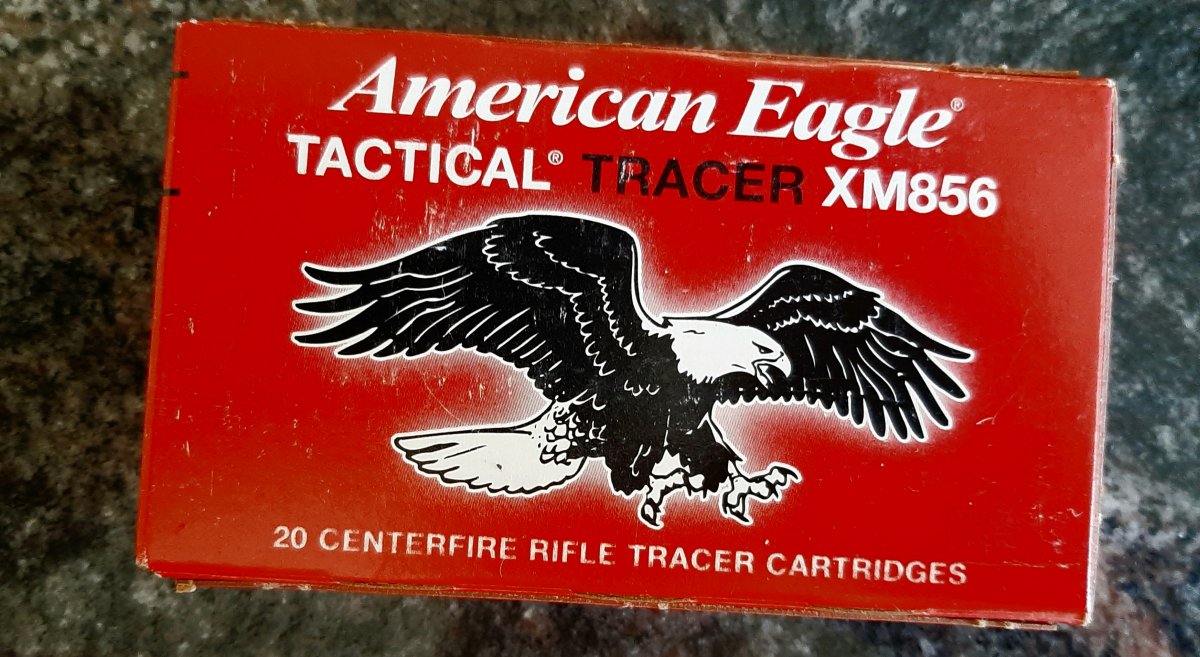 American Eagle®
TACTICAL® TRACER XM856
20 CENTERFIRE RIFLE TRACER CARTRIDGES